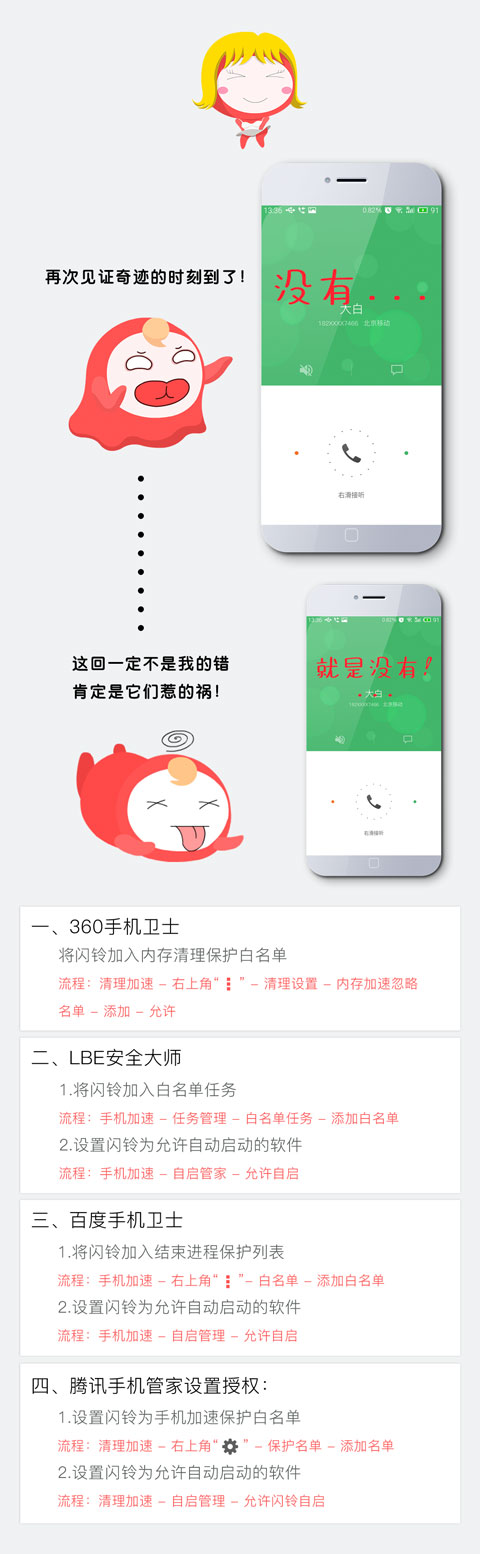 再次见证奇迹的时刻到了！
13:36
0.82%
91
没有...
大白
182XXXX7466 北京移动
右滑接听
这回一定不是我的错
肯定是它们惹的祸！
13:36
0.82%
91
就是没有！
大白
182XXXX7466 北京移动
右滑接听
一、360手机卫士
将闪铃加入内存清理保护白名单
流程：清理加速 – 右上角“⋮” – 清理设置 – 内存加速忽略
名单 – 添加 – 允许
二、LBE安全大师
1.将闪铃加入白名单任务
流程：手机加速 – 任务管理 – 白名单任务 – 添加白名单
2.设置闪铃为允许自动启动的软件
流程：手机加速 – 自启管家 – 允许自启
三、百度手机卫士
1.将闪铃加入结束进程保护列表
流程：手机加速 – 右上角“⋮”– 白名单 – 添加白名单
2.设置闪铃为允许自动启动的软件
流程：手机加速 – 自启管理 – 允许自启
四、腾讯手机管家设置授权：
1.设置闪铃为手机加速保护白名单
流程：清理加速 – 右上角“⚙” – 保护名单 – 添加名单
2.设置闪铃为允许自动启动的软件
流程：清理加速 – 自启管理 – 允许闪铃自启